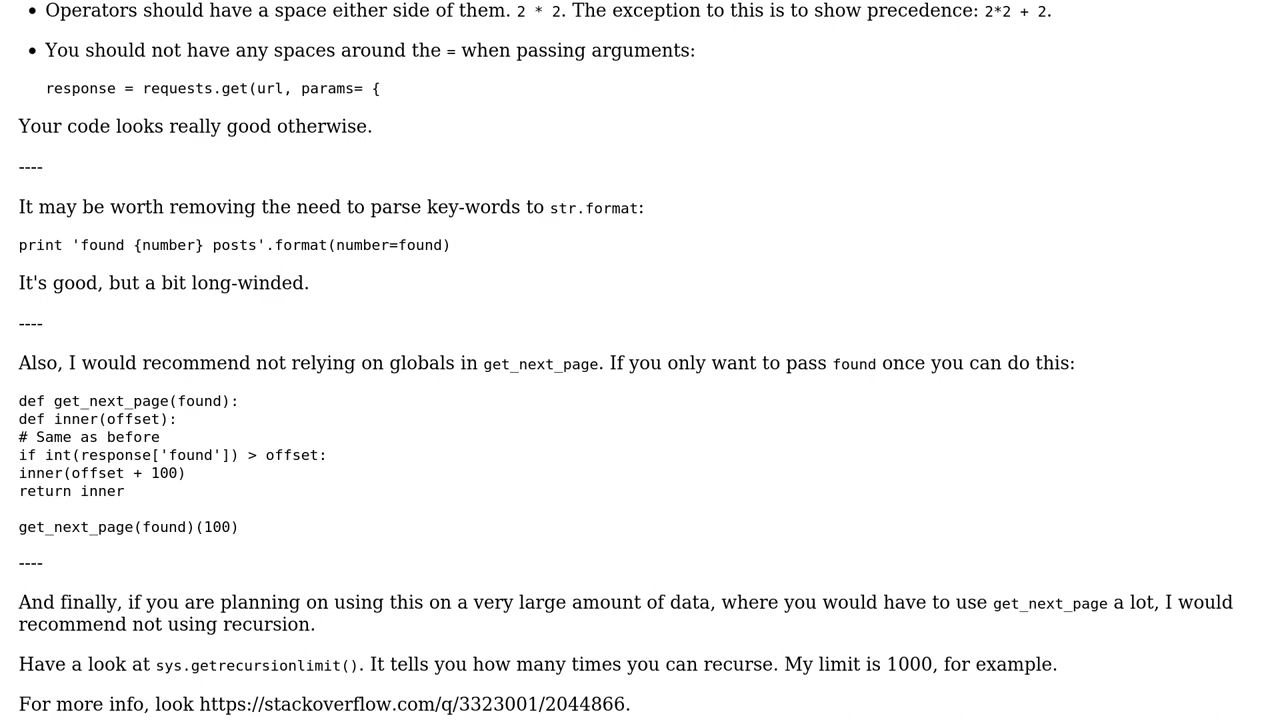 • Operators should have a space either side of them. 2 * 2. The exception to this is to show precedence: 2*2 + 2.
• You should not have any spaces around the = when passing arguments:
response = requests.get(url, params= {
Your code looks really good otherwise.
----
It may be worth removing the need to parse key-words to str.format:
print 'found {number} posts'.format(number=found)
It's good, but a bit long-winded.
----
Also, I would recommend not relying on globals in get_next_page. If you only want to pass found once you can do this:
def get_next_page(found):
def inner(offset):
# Same as before
if int(response['found']) > offset:
inner(offset + 100)
return inner
get_next_page(found)(100)
----
And finally, if you are planning on using this on a very large amount of data, where you would have to use get_next_page a lot, I would
recommend not using recursion.
Have a look at sys.getrecursionlimit(). It tells you how many times you can recurse. My limit is 1000, for example.
For more info, look https://stackoverflow.com/q/3323001/2044866.